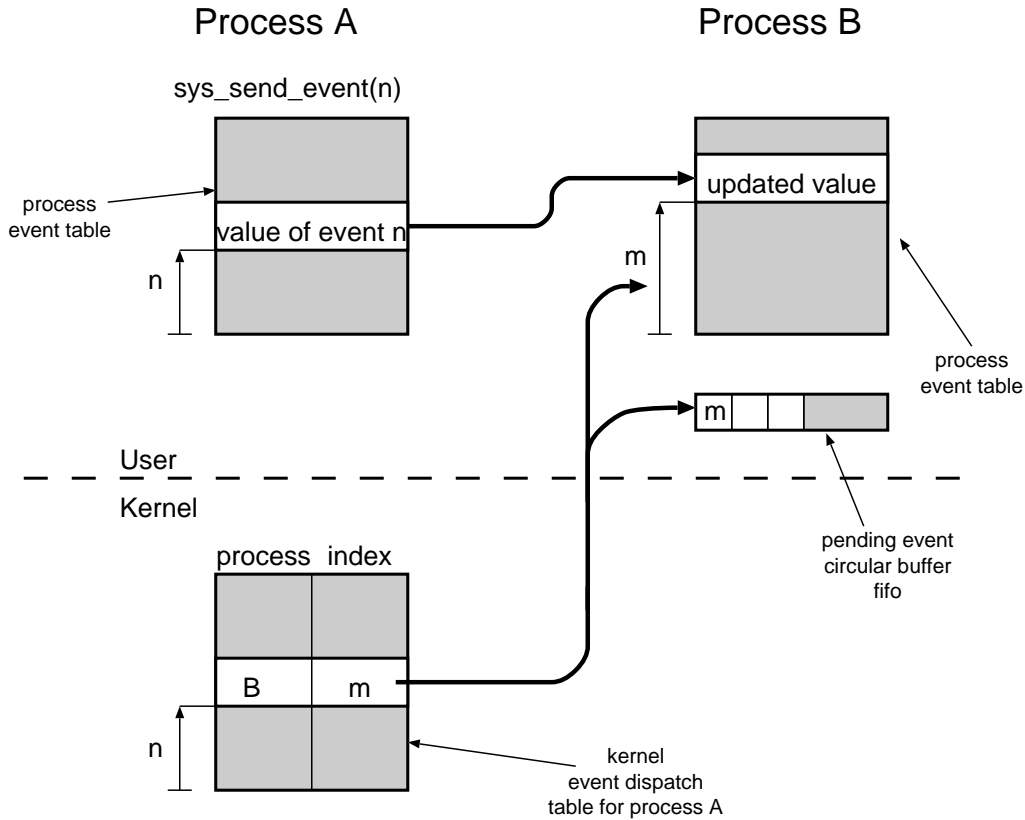 Process A
Process B
sys_send_event(n)
process
event table
value of event n
n
updated value
m
process
event table
m
User
Kernel
pending event
circular buffer
fifo
process index
B m
n
kernel
event dispatch
table for process A